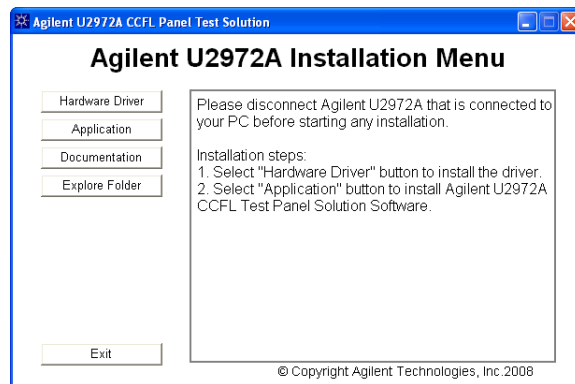 Agilent U2972A CCFL Panel Test Solution
Agilent U2972A Installation Menu
Hardware Driver
Application
Documentation
Explore Folder
Exit
Please disconnect Agilent U2972A that is connected to
your PC before starting any installation.
Installation steps:
1. Select "Hardware Driver" button to install the driver.
2. Select "Application" button to install Agilent U2972A
CCFL Test Panel Solution Software.
© Copyright Agilent Technologies, Inc.2008